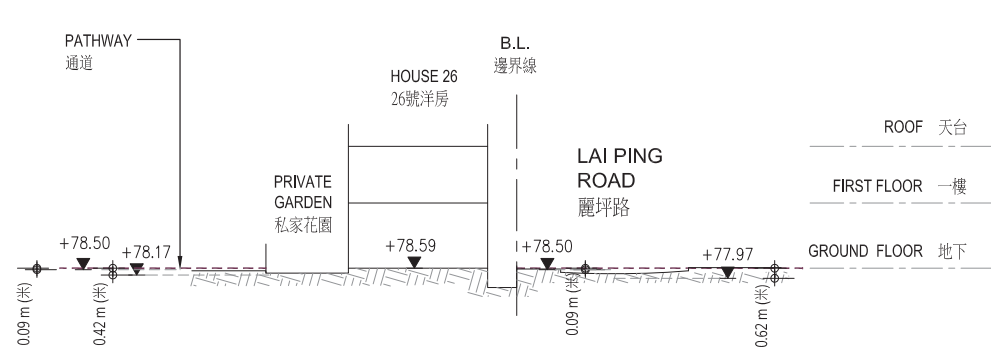 PATHWAY
通道
HOUSE 26
26號洋房
B.L.
邊界線
ROOF 天台
LAI PING
ROAD
麗坪路
PRIVATE
GARDEN
私家花園
FIRST FLOOR 一樓
+78.50
+78.17
+78.59
+78.50
+77.97
GROUND FLOOR 地下
0.09 m (米)
0.42 m (米)
0.09 m (米)
0.62 m (米)